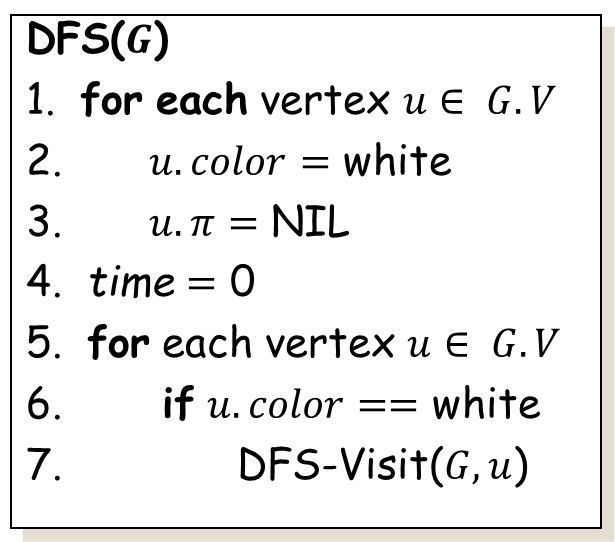 DFS(G)
1. for each vertex u ∈ G.V
2. u.color = white
3. u.π = NIL
4. time = 0
5. for each vertex u ∈ G.V
6. if u.color == white
7. DFS-Visit(G, u)